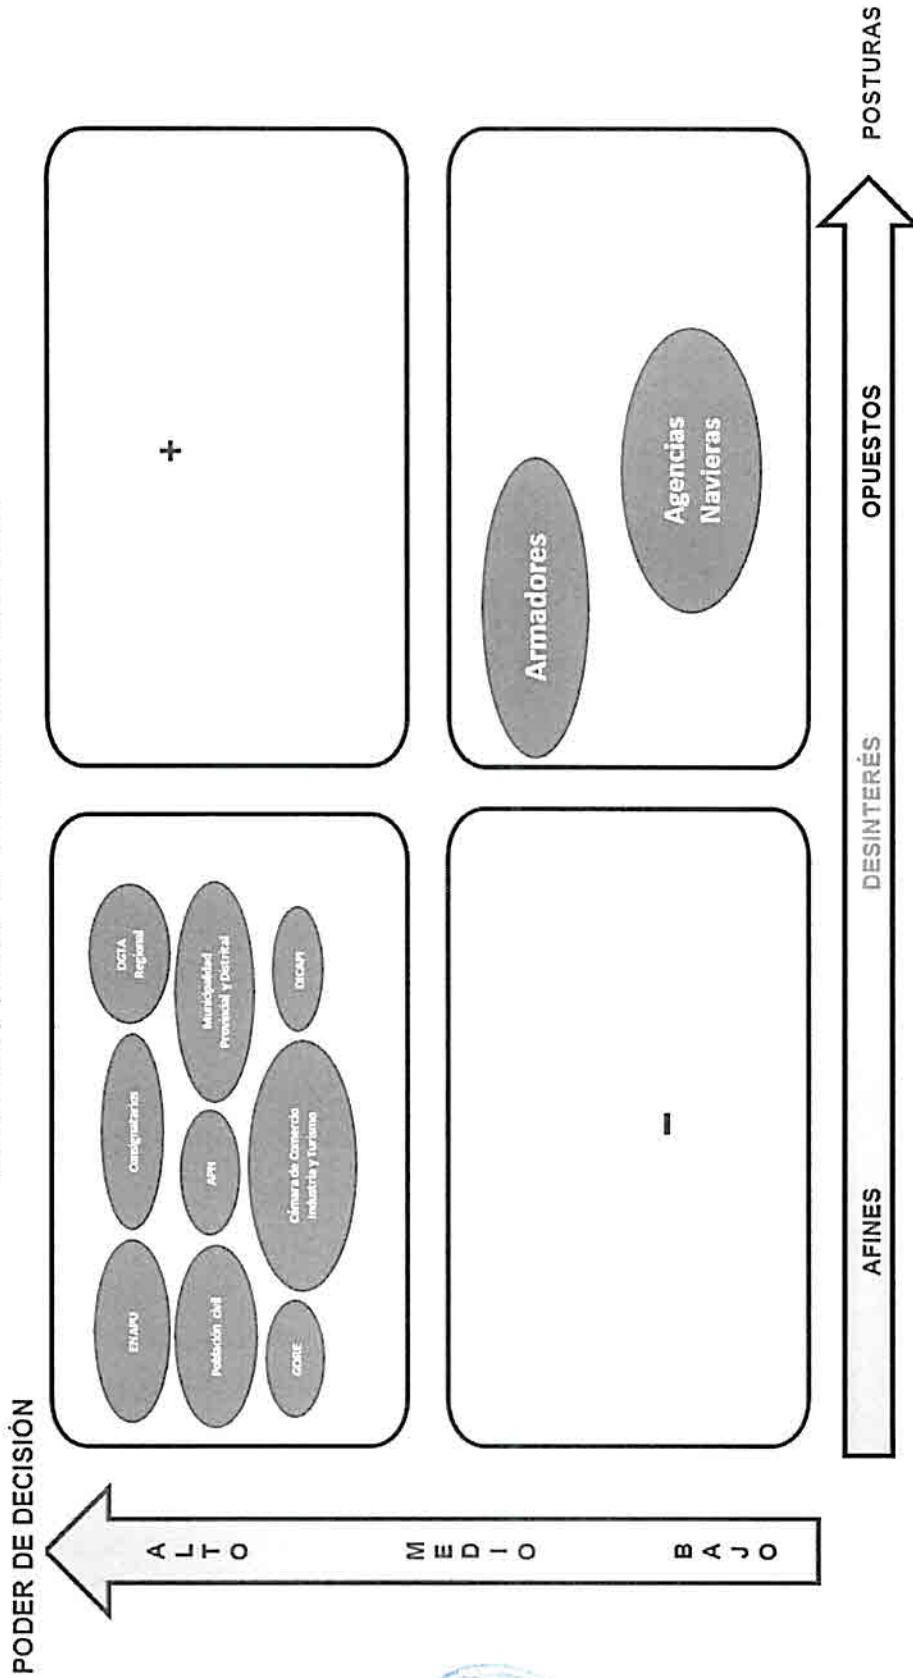 PODER DE DECISIÓN
ALTO
MEDIO
BAJO
ENAPU
Consignatarios
DGTA
Regional
Población civil
APN
Municipalidad
Provincial y Distrital
GORE
Cámara de Comercio
Industria y Turismo
DICAPI
+
-
Armadores
Agencias
Navieras
AFINES
DESINTERÉS
OPUESTOS
POSTURAS